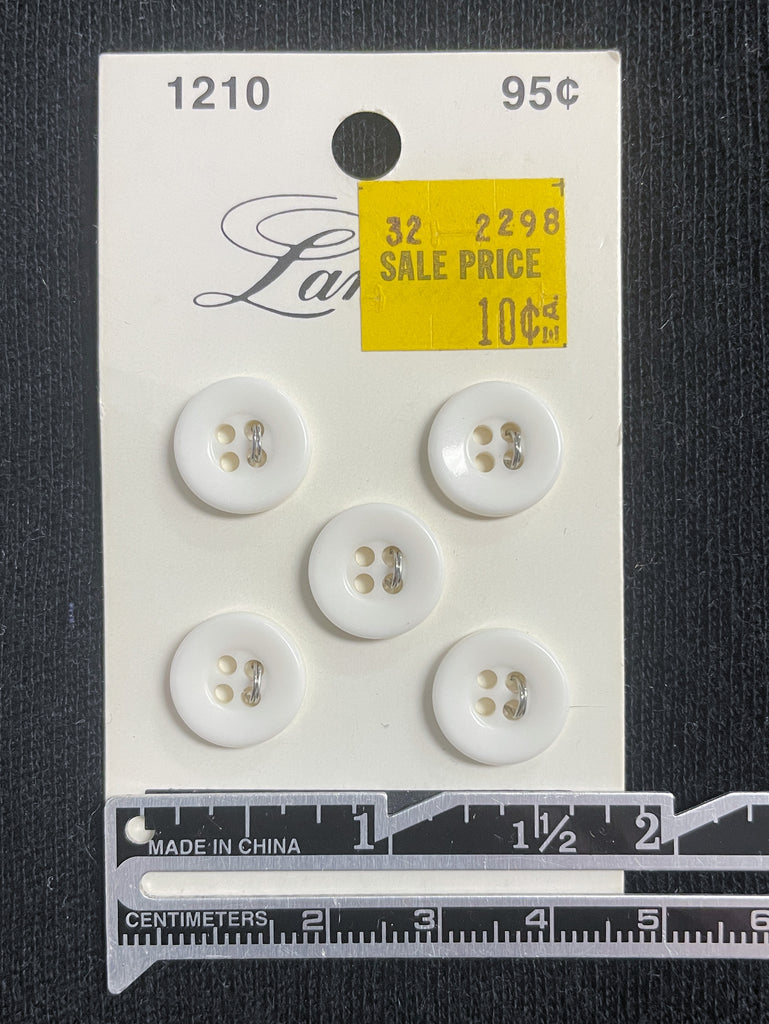 1210 95¢
32 2298
SALE PRICE
10¢ EA.
1 1½ 2
MADE IN CHINA
CENTIMETERS 2 3 4 5 6